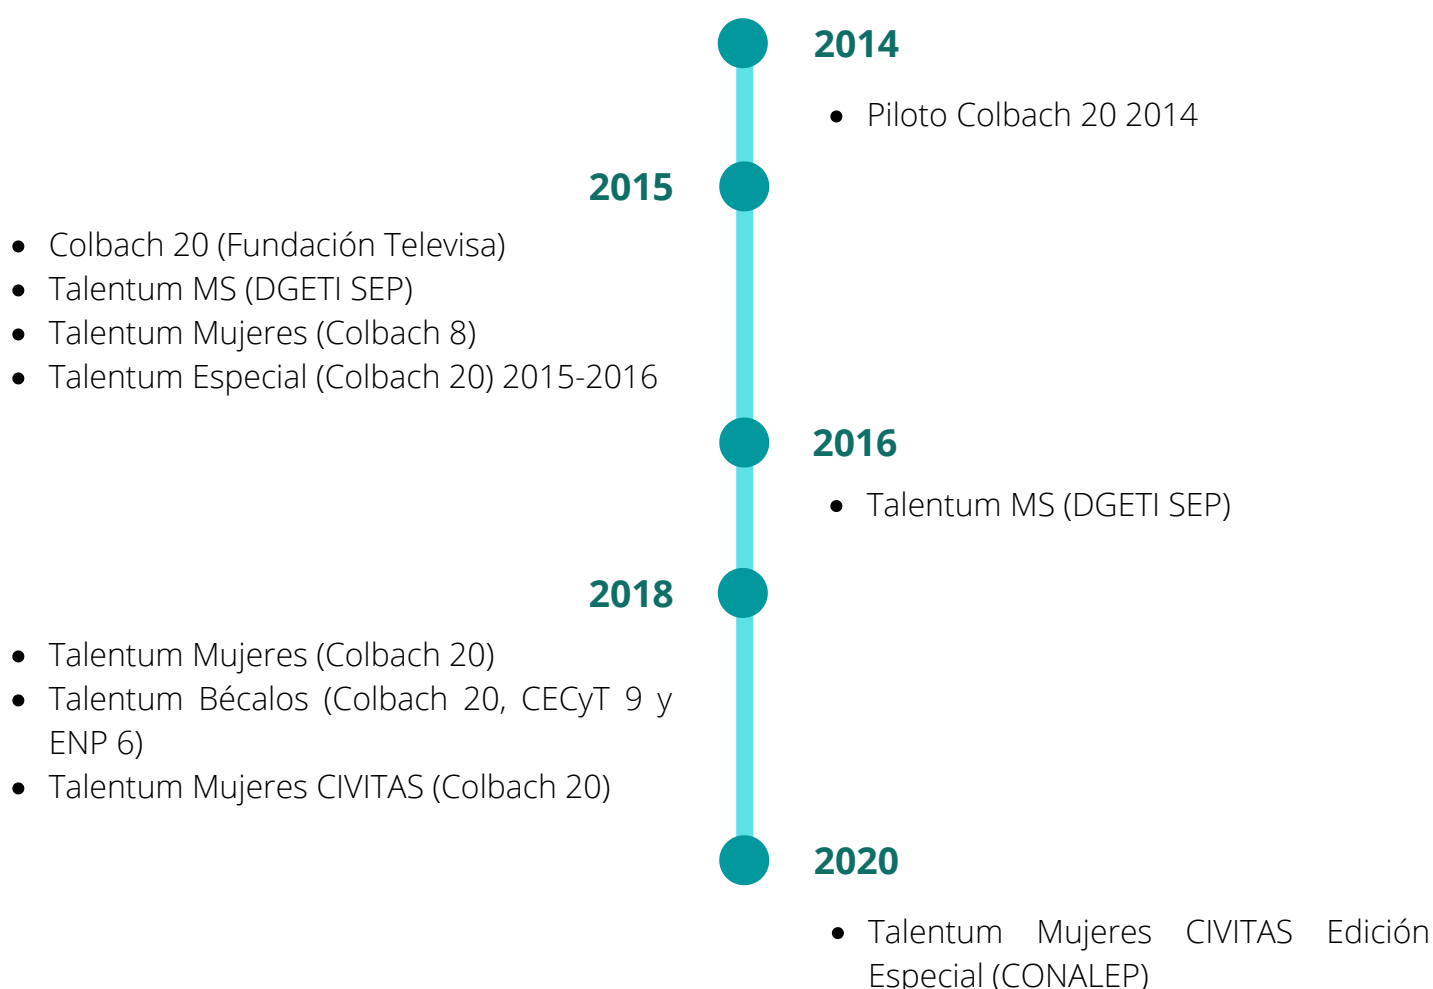 2014
• Piloto Colbach 20 2014
2015
• Colbach 20 (Fundación Televisa)
• Talentum MS (DGETI SEP)
• Talentum Mujeres (Colbach 8)
• Talentum Especial (Colbach 20) 2015-2016
2016
• Talentum MS (DGETI SEP)
2018
• Talentum Mujeres (Colbach 20)
• Talentum Bécalos (Colbach 20, CECyT 9 y
ENP 6)
• Talentum Mujeres CIVITAS (Colbach 20)
2020
• Talentum Mujeres CIVITAS Edición
Especial (CONALEP)